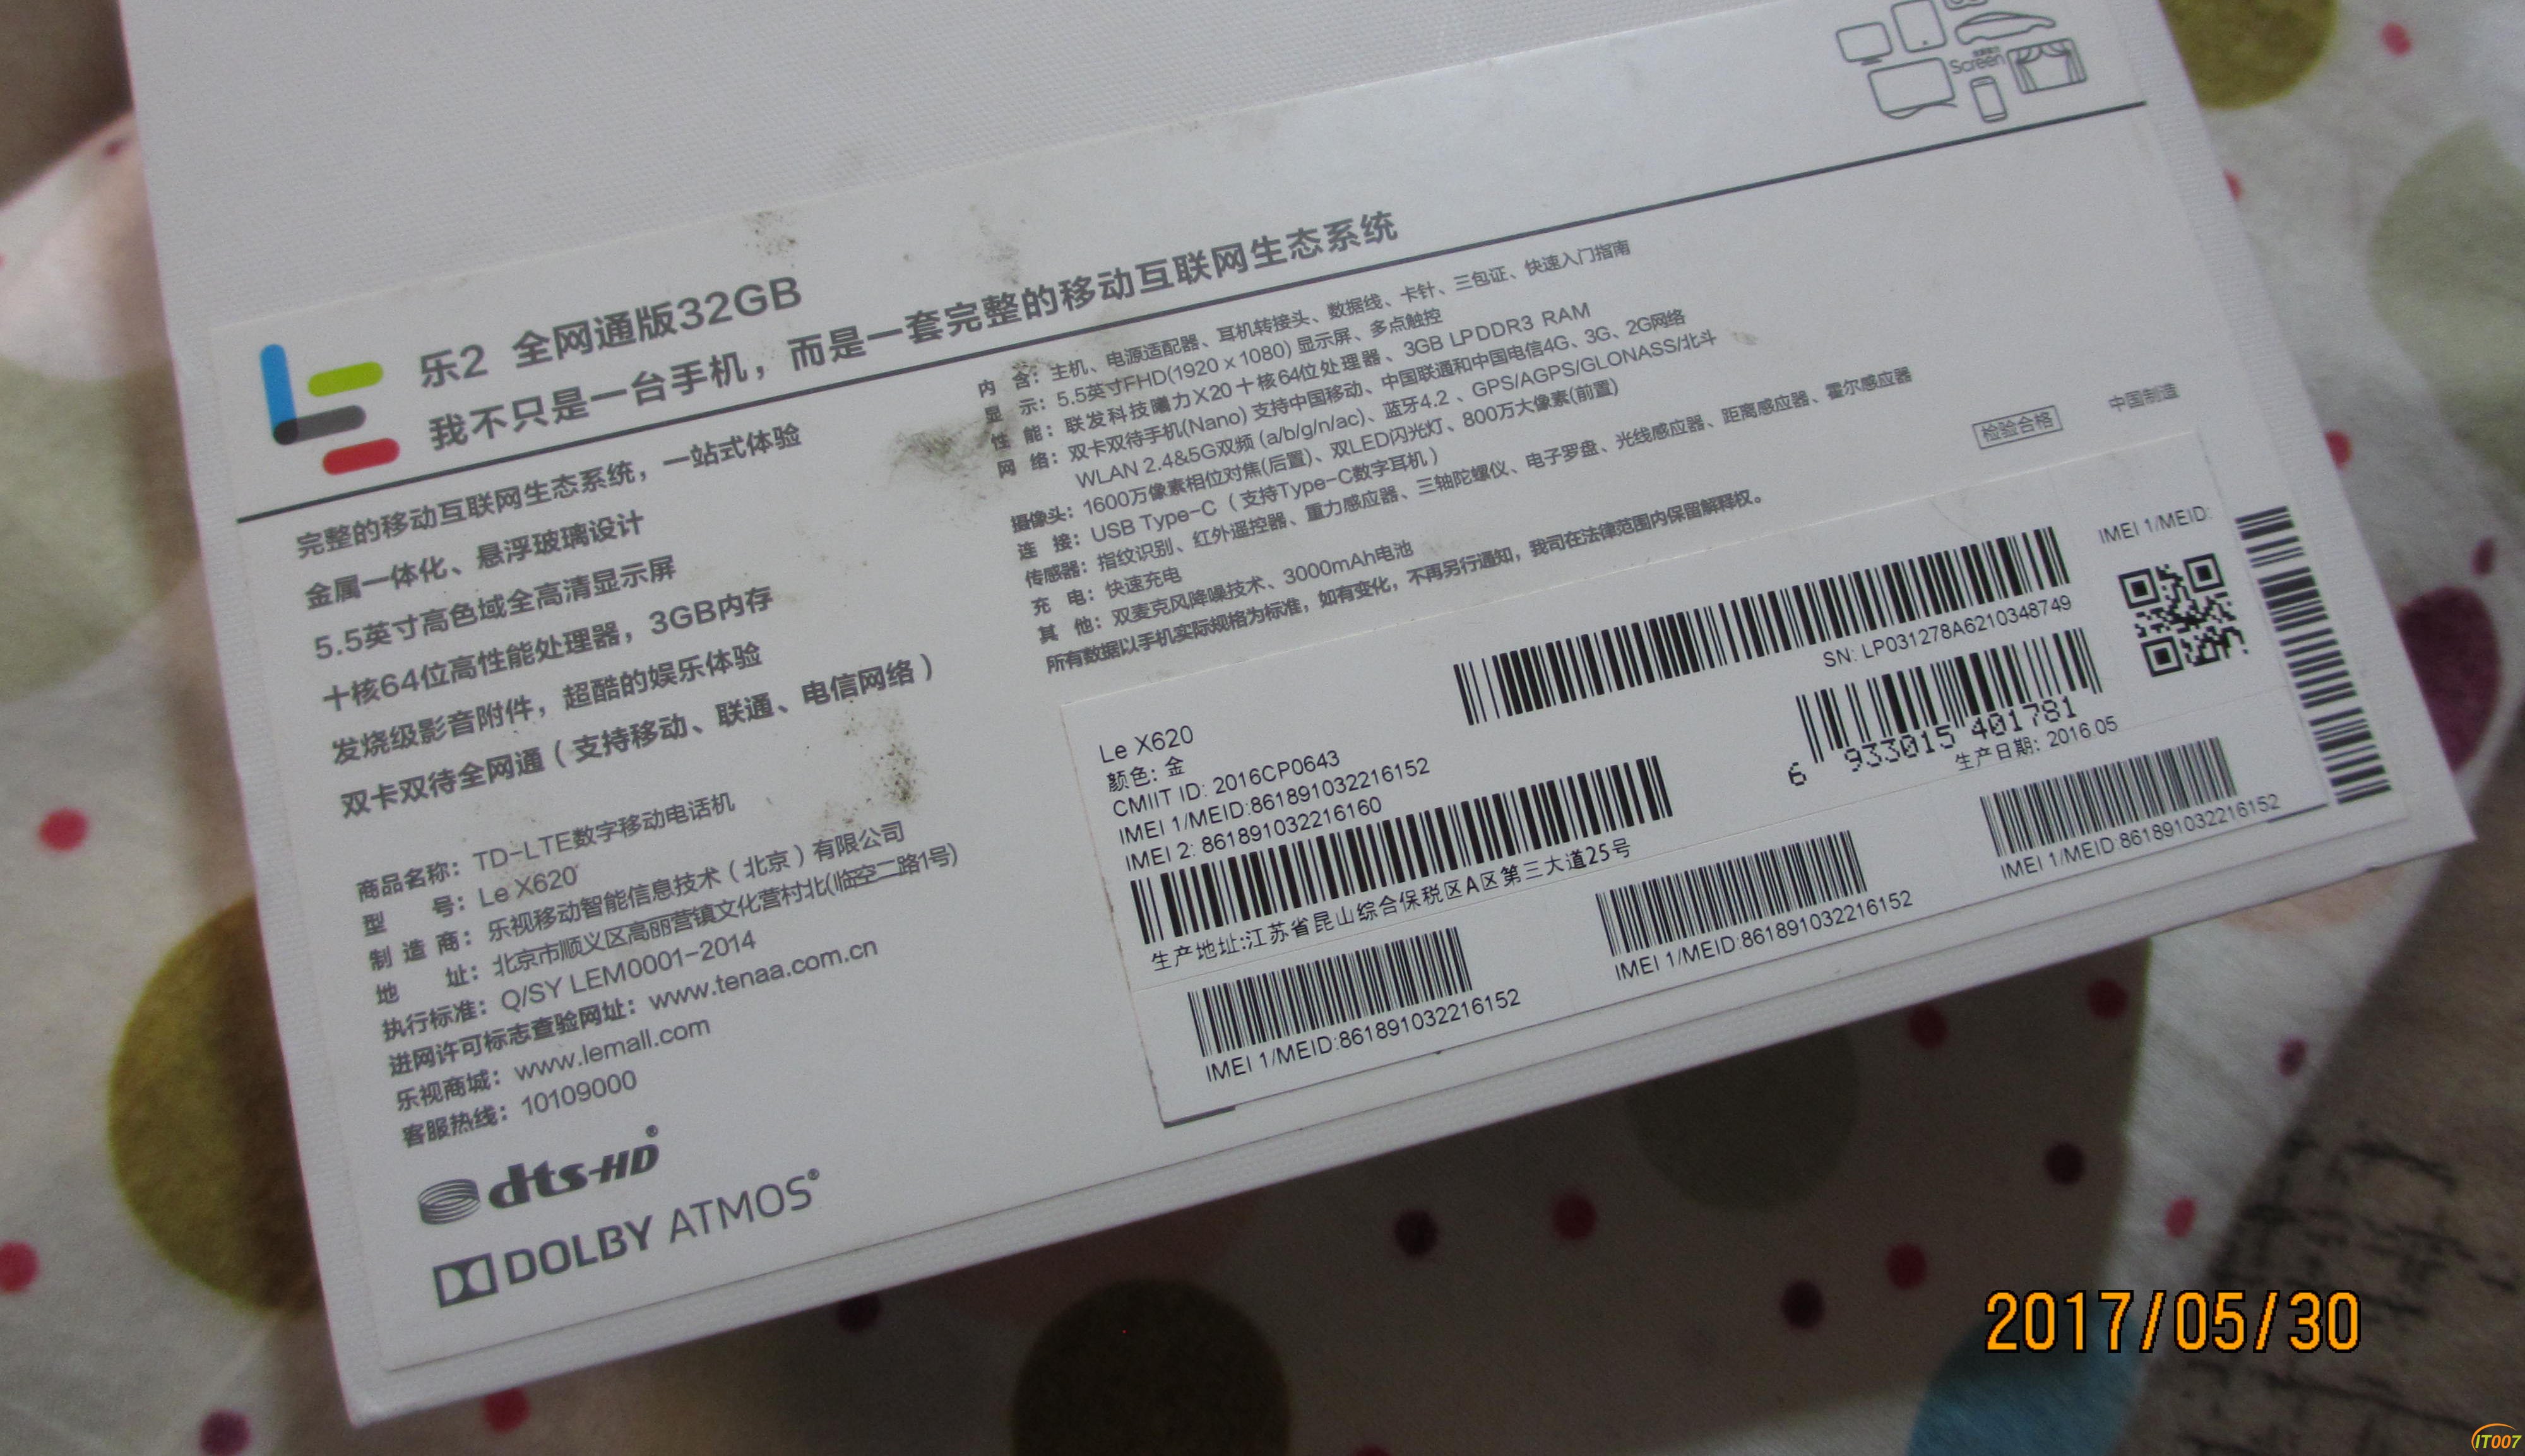 Screen
乐2 全网通版32GB
我不只是一台手机，而是一套完整的移动互联网生态系统
完整的移动互联网生态系统，一站式体验
金属一体化、悬浮玻璃设计
5.5英寸高色域全高清显示屏
十核64位高性能处理器，3GB内存
发烧级影音附件，超酷的娱乐体验
双卡双待全网通（支持移动、联通、电信网络）
商品名称：TD-LTE数字移动电话机
型 号：Le X620
制 造 商：乐视移动智能信息技术（北京）有限公司
地 址：北京市顺义区高丽营镇文化营村北(临空二路1号)
执行标准：Q/SY LEM0001-2014
进网许可标志查验网址：www.tenaa.com.cn
乐视商城：www.lemall.com
客服热线：10109000
dts-HD®
DOLBY ATMOS®
内 含：主机、电源适配器、耳机转接头、数据线、卡针、三包证、快速入门指南
显 示：5.5英寸FHD(1920 x 1080) 显示屏、多点触控
性 能：联发科技曦力X20十核64位处理器、3GB LPDDR3 RAM
网 络：双卡双待手机(Nano) 支持中国移动、中国联通和中国电信4G、3G、2G网络
WLAN 2.4&5G双频 (a/b/g/n/ac)、蓝牙4.2 、GPS/AGPS/GLONASS/北斗
摄像头：1600万像素相位对焦(后置)、双LED闪光灯、800万大像素(前置)
连 接：USB Type-C（支持Type-C数字耳机）
传感器：指纹识别、红外遥控器、重力感应器、三轴陀螺仪、电子罗盘、光线感应器、距离感应器、霍尔感应器
充 电：快速充电
其 他：双麦克风降噪技术、3000mAh电池
所有数据以手机实际规格为标准，如有变化，不再另行通知，我司在法律范围内保留解释权。
检验合格
中国制造
Le X620
颜色: 金
CMIIT ID: 2016CP0643
IMEI 1/MEID:861891032216152
IMEI 2: 861891032216160
生产地址:江苏省昆山综合保税区A区第三大道25号
SN: LP031278A6210348749
6 933015 401781
生产日期: 2016.05
IMEI 1/MEID:
IMEI 1/MEID:861891032216152
IMEI 1/MEID:861891032216152
IMEI 1/MEID:861891032216152
2017/05/30
IT007